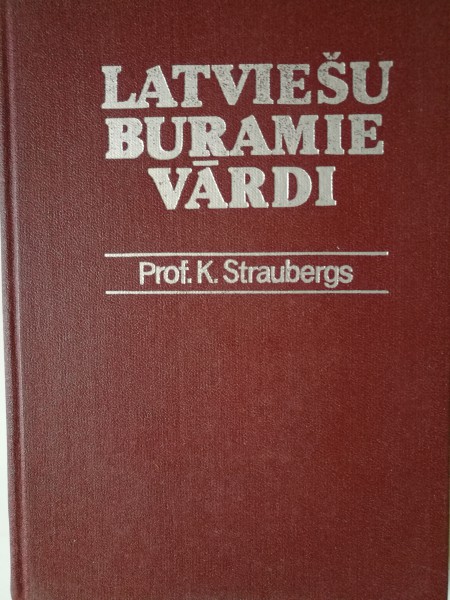 LATVIEŠU
BURAMIE
VĀRDI
Prof. K. Straubergs